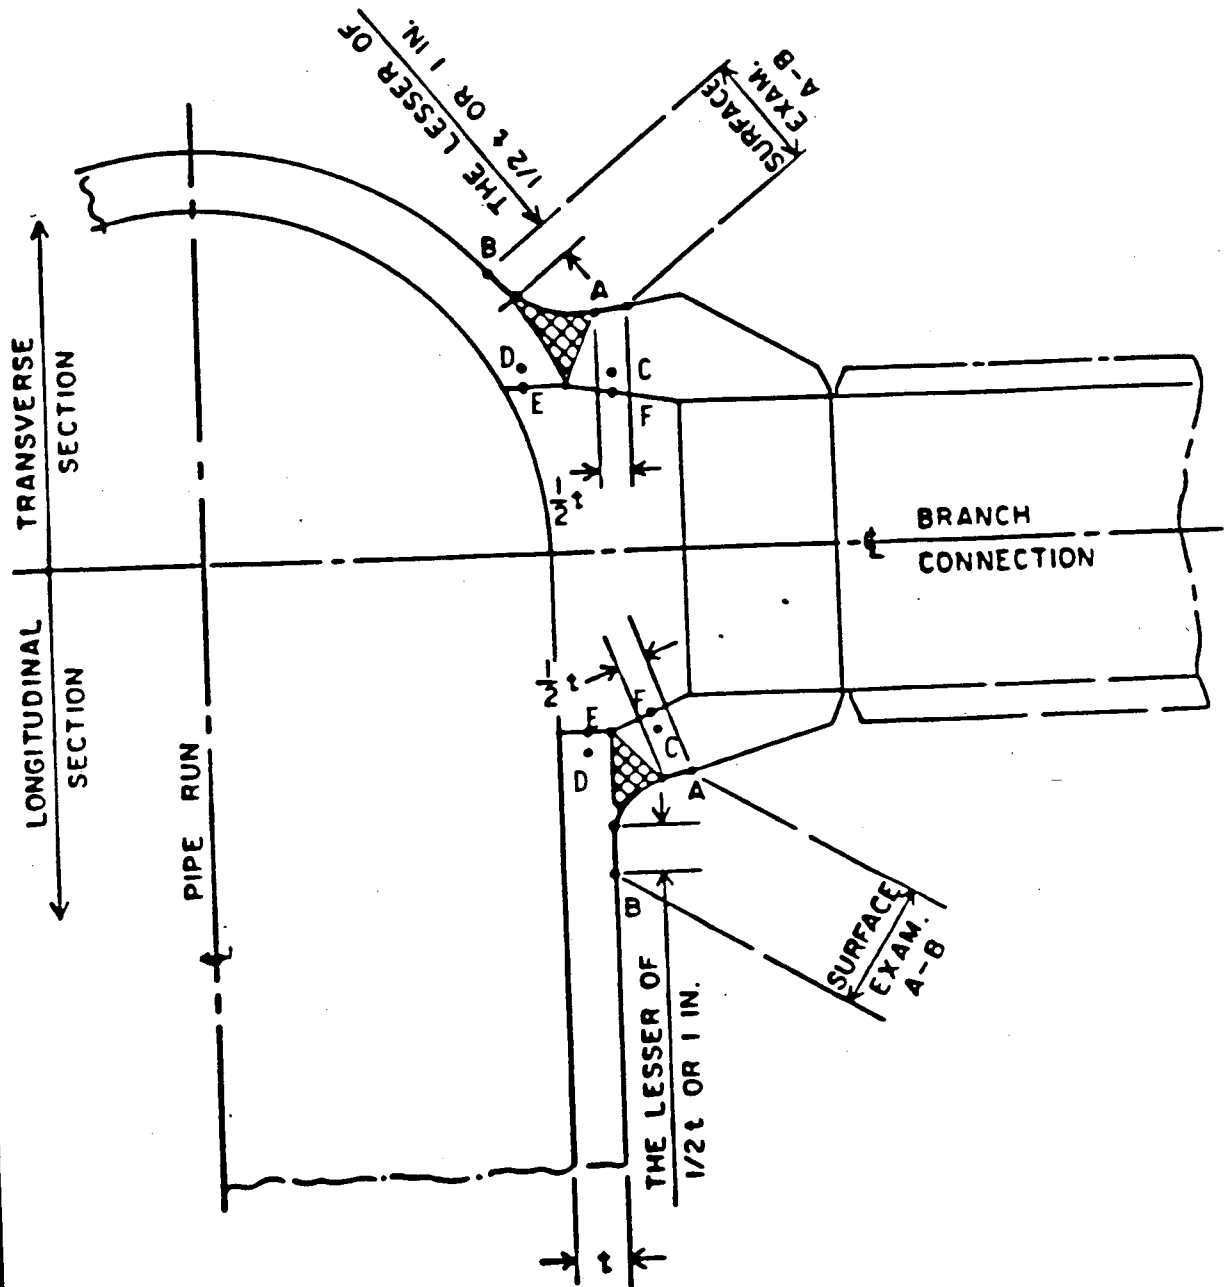 TRANSVERSE
SECTION
LONGITUDINAL
SECTION
PIPE RUN
THE LESSER OF
1/2 t OR 1 IN.
SURFACE
EXAM.
A-B
B
A
D
C
E
F
1/2 t
BRANCH
CONNECTION
1/2 t
E
F
D
C
A
B
SURFACE
EXAM.
A-B
THE LESSER OF
1/2 t OR 1 IN.
t